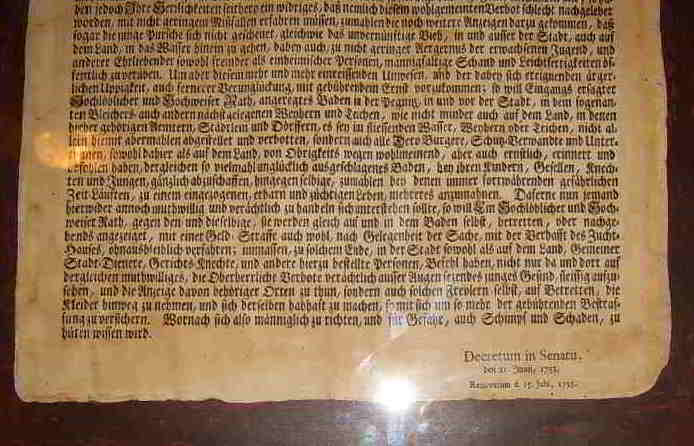 den jedoch Ihre Herrlichkeiten seithero ein widriges, daß nemlich diesem wohlgemeinten Verbot schlecht nachgelebet
worden, mit nicht geringem Mißfallen erfahren müssen, zumahlen die noch weitere Anzeigen darzu gekommen, daß
sogar die junge Pursche sich nicht gescheuet, gleichwie das unvernünftige Vieh, in und ausser der Stadt, auch auf
dem Land, in das Wasser hinein zu gehen, dabey auch, zu nicht geringer Aergernus der erwachsenen Jugend, und
anderer Ehrliebender sowohl frembder als einheimischer Personen, mannigfaltige Schand und Leichtfertigkeiten öf-
fentlich zu verüben. Um aber diesem mehr und mehr einreissenden Unwesen, und der dabey sich ereignenden ärger-
lichen Uppigkeit, auch fernerer Verunglückung, mit gebührendem Ernst vorzukommen; so will Eingangs ersagter
Hochlöblicher und Hochweiser Rath, angeregtes Baden in der Pegnitz, in und vor der Stadt, in dem sogenan-
ten Bleichers- auch andern nächst gelegenen Weyhern und Teichen, wie nicht minder auch auf dem Land, in denen
hieher gehörigen Aemtern, Städtlein und Dörffern, es sey im fliessenden Wasser, Weyhern oder Teichen, nicht al-
lein hiemit abermahlen abgestellet und verbotten, sondern auch alle Dero Burgere, Schutz-Verwandte und Unter-
thanen, sowohl dahier als auf dem Land, von Obrigkeits wegen wohlmeinend, aber auch ernstlich, erinnert und
befohlen haben, dergleichen so vielmahl unglücklich ausgeschlagenes Baden, bey ihren Kindern, Gesellen, Knech-
ten und Jungen, gänzlich abzuschaffen, hingegen selbige, zumahlen bey denen immer fortwährenden gefährlichen
Zeit-Läufften, zu einem eingezogenen, erbarn und züchtigen Leben, mehreres anzumahnen. Daferne nun jemand
hierwider annoch muthwillig und verächtlich zu handeln sich unterstehen sollte, so will Ein Hochlöblicher und Hoch-
weiser Rath, gegen den und dieselbige, sie werden gleich auf und in dem Baden selbst, betretten, oder nachge-
hends angezeiget, mit einer Geld-Straffe auch wohl, nach Gelegenheit der Sache, mit der Verhafft des Zucht-
Hauses, ohnausbleiblich verfahren; immassen, zu solchem Ende, in der Stadt sowohl als auf dem Land, Gemeiner
Stadt-Diener, Gerichts-Knechte, und andere hierzu bestellte Personen, Befehl haben, nicht nur da und dort auf
dergleichen muthwilliges, die Oberherrliche Verbote verächtlich ausser Augen setzendes junges Gesind, fleissig aufzu-
sehen, und die Anzeige davon behöriger Orten zu thun, sondern auch solchen Frevlern selbst, auf Betretten, die
Kleider hinweg zu nehmen, und sich derselben habhaft zu machen, somit sich um so mehr der gebührenden Bestraf-
fung zu versichern. Wornach sich also männiglich zu richten, und für Gefahr, auch Schimpf und Schaden, zu
hüten wissen wird.
Decretum in Senatu,
den 21. Junii, 1753.
Renovatum d. 15. Julii, 1755.